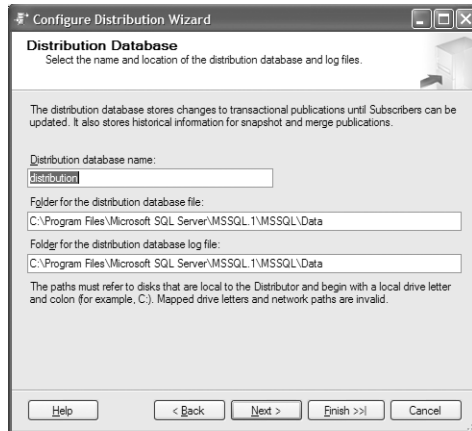 Configure Distribution Wizard
Distribution Database
Select the name and location of the distribution database and log files.
The distribution database stores changes to transactional publications until Subscribers can be
updated. It also stores historical information for snapshot and merge publications.
Distribution database name:
distribution
Folder for the distribution database file:
C:\Program Files\Microsoft SQL Server\MSSQL.1\MSSQL\Data
Folder for the distribution database log file:
C:\Program Files\Microsoft SQL Server\MSSQL.1\MSSQL\Data
The paths must refer to disks that are local to the Distributor and begin with a local drive letter
and colon (for example, C:). Mapped drive letters and network paths are invalid.
Help
< Back
Next >
Finish >>|
Cancel